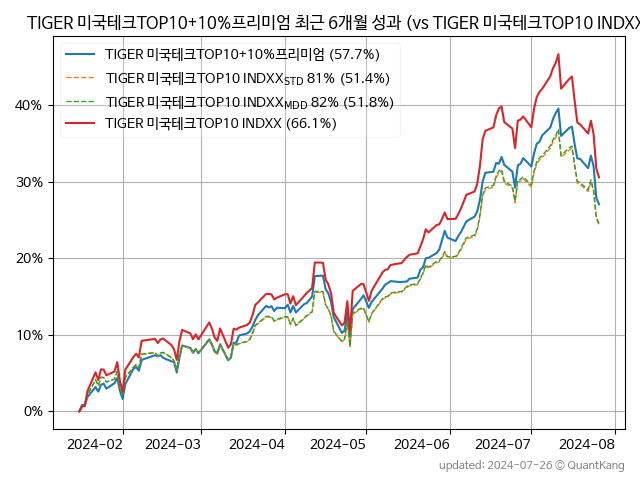 TIGER 미국테크TOP10+10%프리미엄 최근 6개월 성과 (vs TIGER 미국테크TOP10 INDXX
TIGER 미국테크TOP10+10%프리미엄 (57.7%)
TIGER 미국테크TOP10 INDXXSTD 81% (51.4%)
TIGER 미국테크TOP10 INDXXMDD 82% (51.8%)
TIGER 미국테크TOP10 INDXX (66.1%)
40%
30%
20%
10%
0%
2024-02 2024-03 2024-04 2024-05 2024-06 2024-07 2024-08
updated: 2024-07-26 © QuantKang